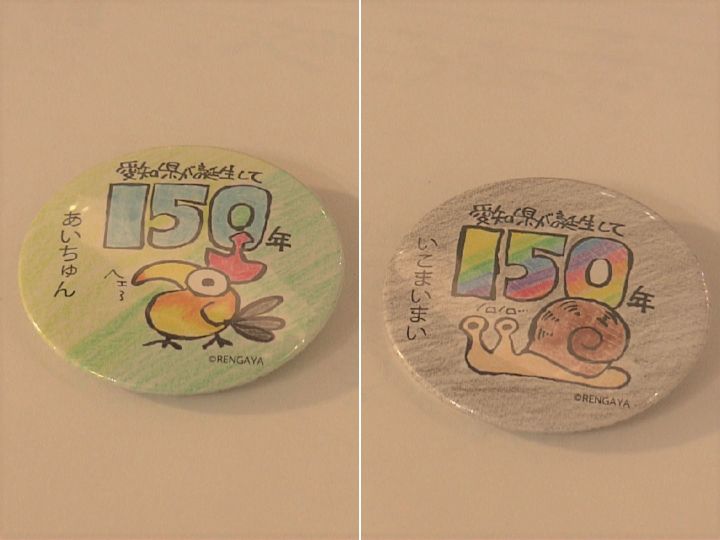 愛知県が誕生して
150年
あいちゅん
へェ〜
©RENGAYA
愛知県が誕生して
150年
いこまいまい
ノロノロ…
©RENGAYA